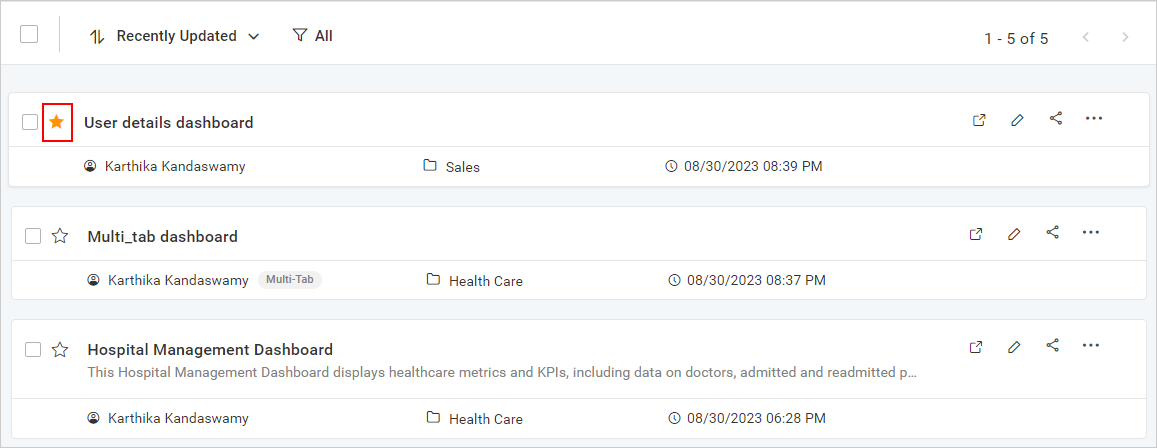 Recently Updated All 1 - 5 of 5
User details dashboard
Karthika Kandaswamy Sales 08/30/2023 08:39 PM
Multi_tab dashboard
Karthika Kandaswamy Multi-Tab Health Care 08/30/2023 08:37 PM
Hospital Management Dashboard
This Hospital Management Dashboard displays healthcare metrics and KPIs, including data on doctors, admitted and readmitted p...
Karthika Kandaswamy Health Care 08/30/2023 06:28 PM